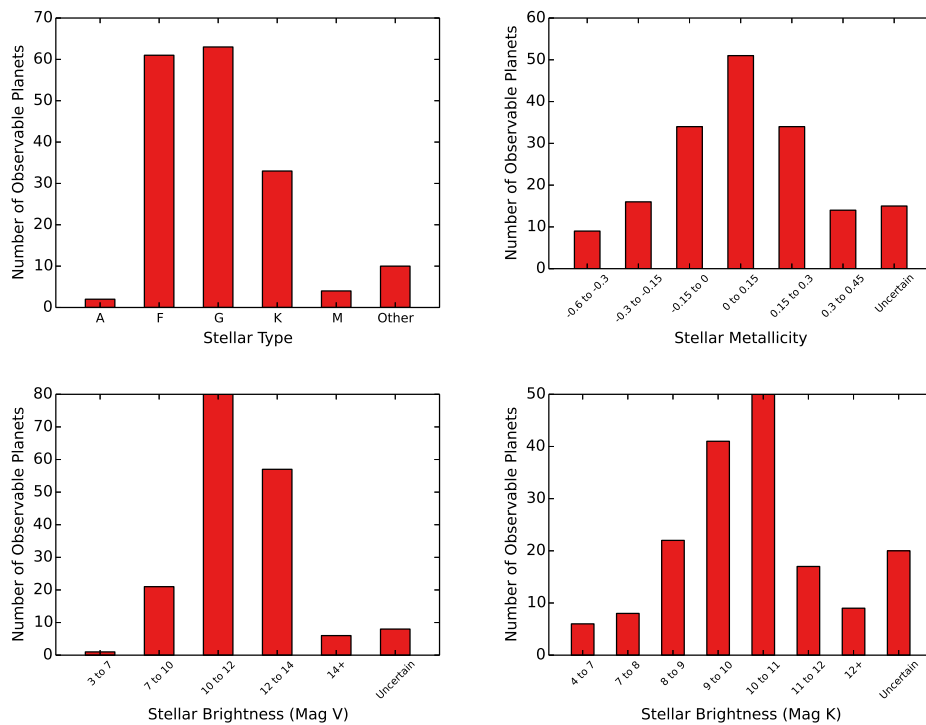 70
60
50
40
30
20
10
0
Number of Observable Planets
A F G K M Other
Stellar Type
60
50
40
30
20
10
0
Number of Observable Planets
-0.6 to -0.3
-0.3 to -0.15
-0.15 to 0
0 to 0.15
0.15 to 0.3
0.3 to 0.45
Uncertain
Stellar Metallicity
80
70
60
50
40
30
20
10
0
Number of Observable Planets
3 to 7
7 to 10
10 to 12
12 to 14
14+
Uncertain
Stellar Brightness (Mag V)
50
40
30
20
10
0
Number of Observable Planets
4 to 7
7 to 8
8 to 9
9 to 10
10 to 11
11 to 12
12+
Uncertain
Stellar Brightness (Mag K)